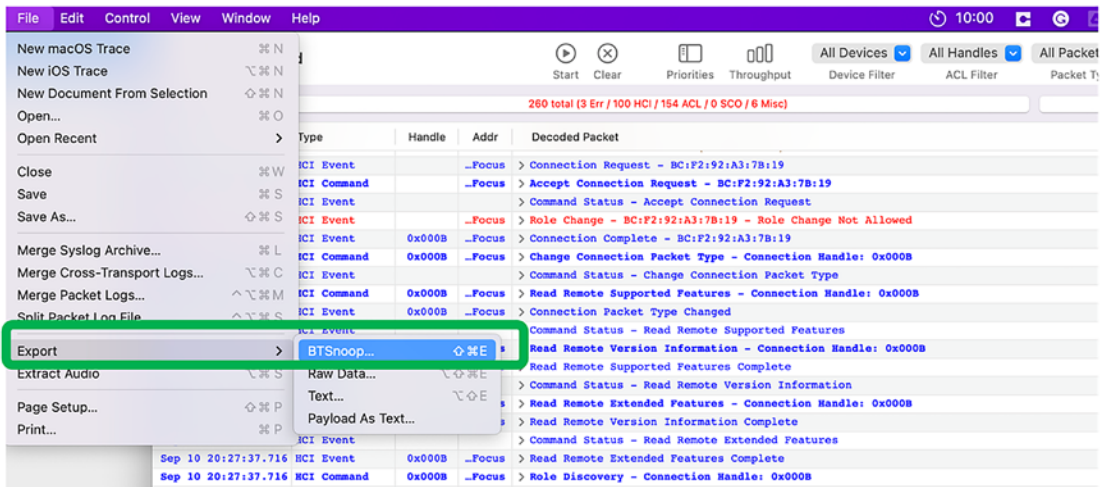 File Edit Control View Window Help 10:00
New macOS Trace ⌘ N
New iOS Trace ⌥ ⌘ N
New Document From Selection ⇧ ⌘ N
Open... ⌘ O
Open Recent >
Close ⌘ W
Save ⌘ S
Save As... ⇧ ⌘ S
Merge Syslog Archive... ⌘ L
Merge Cross-Transport Logs... ⌥ ⌘ C
Merge Packet Logs... ^ ⌥ ⌘ M
Split Packet Log File ^ ⌥ ⌘ S
Export >
Extract Audio ⌥ ⌘ S
Page Setup... ⇧ ⌘ P
Print... ⌘ P
BTSnoop... ⇧ ⌘E
Raw Data... ⌥ ⇧ ⌘E
Text... ⌥ ⇧ E
Payload As Text...
Start Clear Priorities Throughput
All Devices All Handles All Packet
Device Filter ACL Filter Packet Ty
260 total (3 Err / 100 HCI / 154 ACL / 0 SCO / 6 Misc)
Type Handle Addr Decoded Packet
HCI Event …Focus > Connection Request - BC:F2:92:A3:7B:19
HCI Command …Focus > Accept Connection Request - BC:F2:92:A3:7B:19
HCI Event …Focus > Command Status - Accept Connection Request
HCI Event …Focus > Role Change - BC:F2:92:A3:7B:19 - Role Change Not Allowed
HCI Event 0x000B …Focus > Connection Complete - BC:F2:92:A3:7B:19
HCI Command 0x000B …Focus > Change Connection Packet Type - Connection Handle: 0x000B
HCI Event …Focus > Command Status - Change Connection Packet Type
HCI Command 0x000B …Focus > Read Remote Supported Features - Connection Handle: 0x000B
HCI Event 0x000B …Focus > Connection Packet Type Changed
HCI Event Command Status - Read Remote Supported Features
Read Remote Version Information - Connection Handle: 0x000B
> Read Remote Supported Features Complete
> Command Status - Read Remote Version Information
> Read Remote Extended Features - Connection Handle: 0x000B
> Read Remote Version Information Complete
HCI Event …Focus > Command Status - Read Remote Extended Features
Sep 10 20:27:37.716 HCI Event 0x000B …Focus > Read Remote Extended Features Complete
Sep 10 20:27:37.716 HCI Command 0x000B …Focus > Role Discovery - Connection Handle: 0x000B